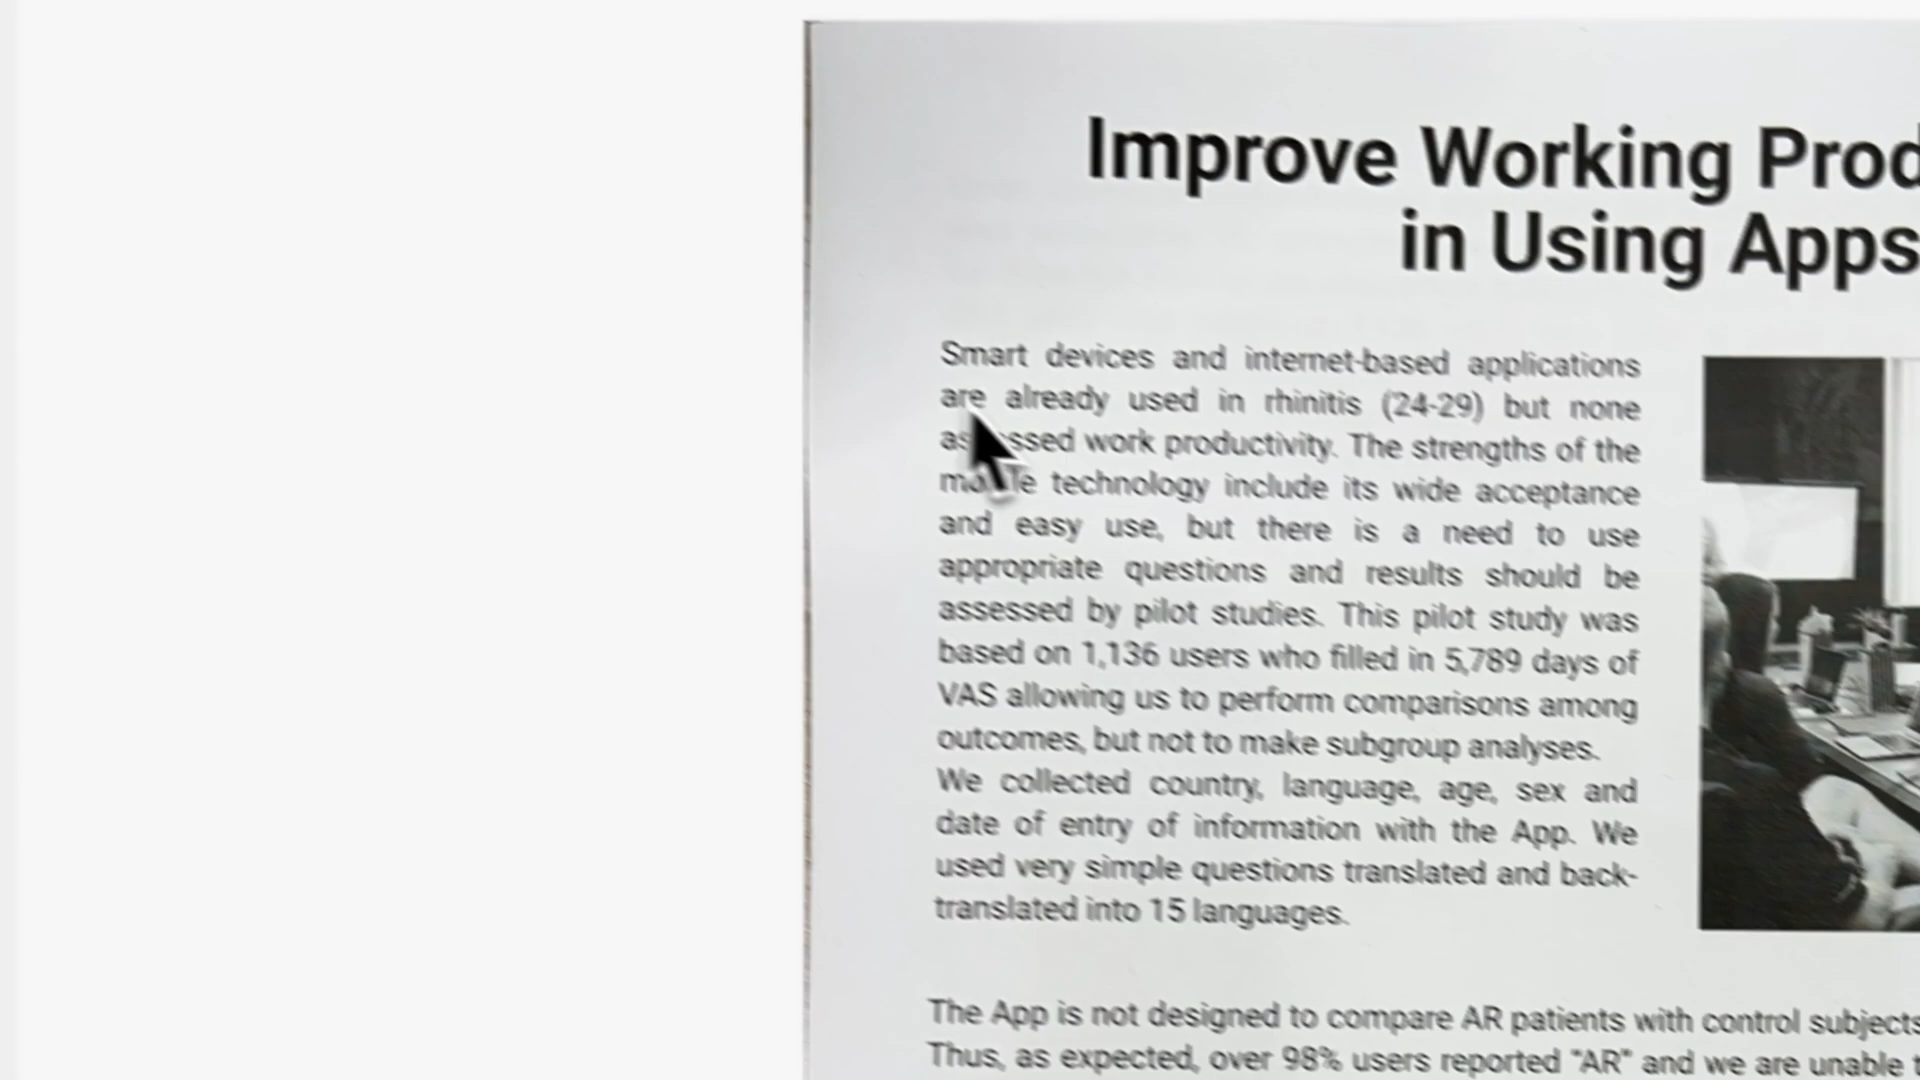 Improve Working Prod
in Using Apps
Smart devices and internet-based applications
are already used in rhinitis (24-29) but none
assessed work productivity. The strengths of the
mobile technology include its wide acceptance
and easy use, but there is a need to use
appropriate questions and results should be
assessed by pilot studies. This pilot study was
based on 1,136 users who filled in 5,789 days of
VAS allowing us to perform comparisons among
outcomes, but not to make subgroup analyses.
We collected country, language, age, sex and
date of entry of information with the App. We
used very simple questions translated and back-
translated into 15 languages.
The App is not designed to compare AR patients with control subjects
Thus, as expected, over 98% users reported "AR" and we are unable